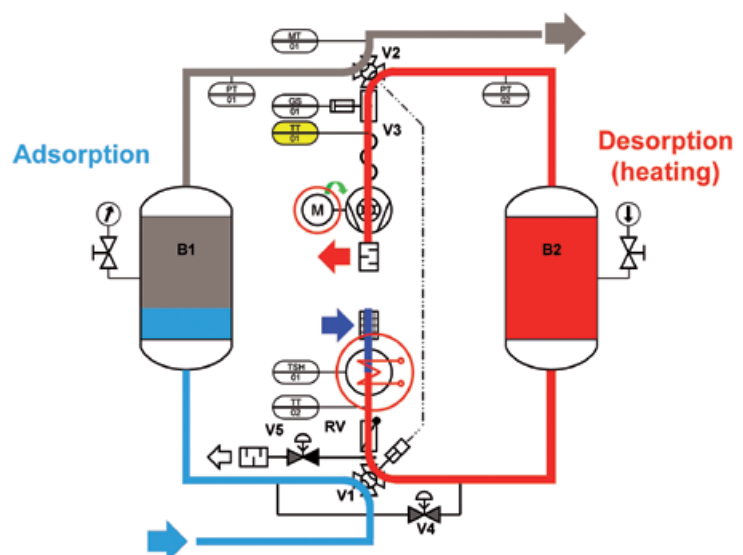 MT
01
V2
PT
01
GS
01
PT
02
TT
01
V3
Adsorption
Desorption
(heating)
M
B1
B2
TSH
01
TT
02
V5
RV
V1
V4